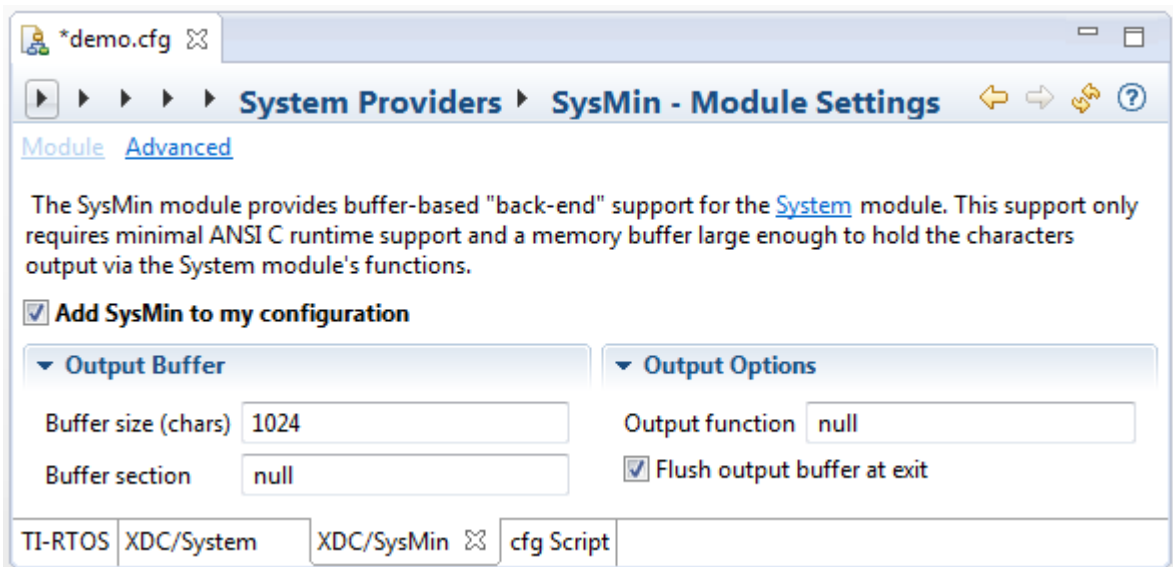 *demo.cfg
System Providers SysMin - Module Settings
Module Advanced
The SysMin module provides buffer-based "back-end" support for the System module. This support only
requires minimal ANSI C runtime support and a memory buffer large enough to hold the characters
output via the System module's functions.
Add SysMin to my configuration
Output Buffer
Buffer size (chars) 1024
Buffer section null
Output Options
Output function null
Flush output buffer at exit
TI-RTOS XDC/System XDC/SysMin cfg Script